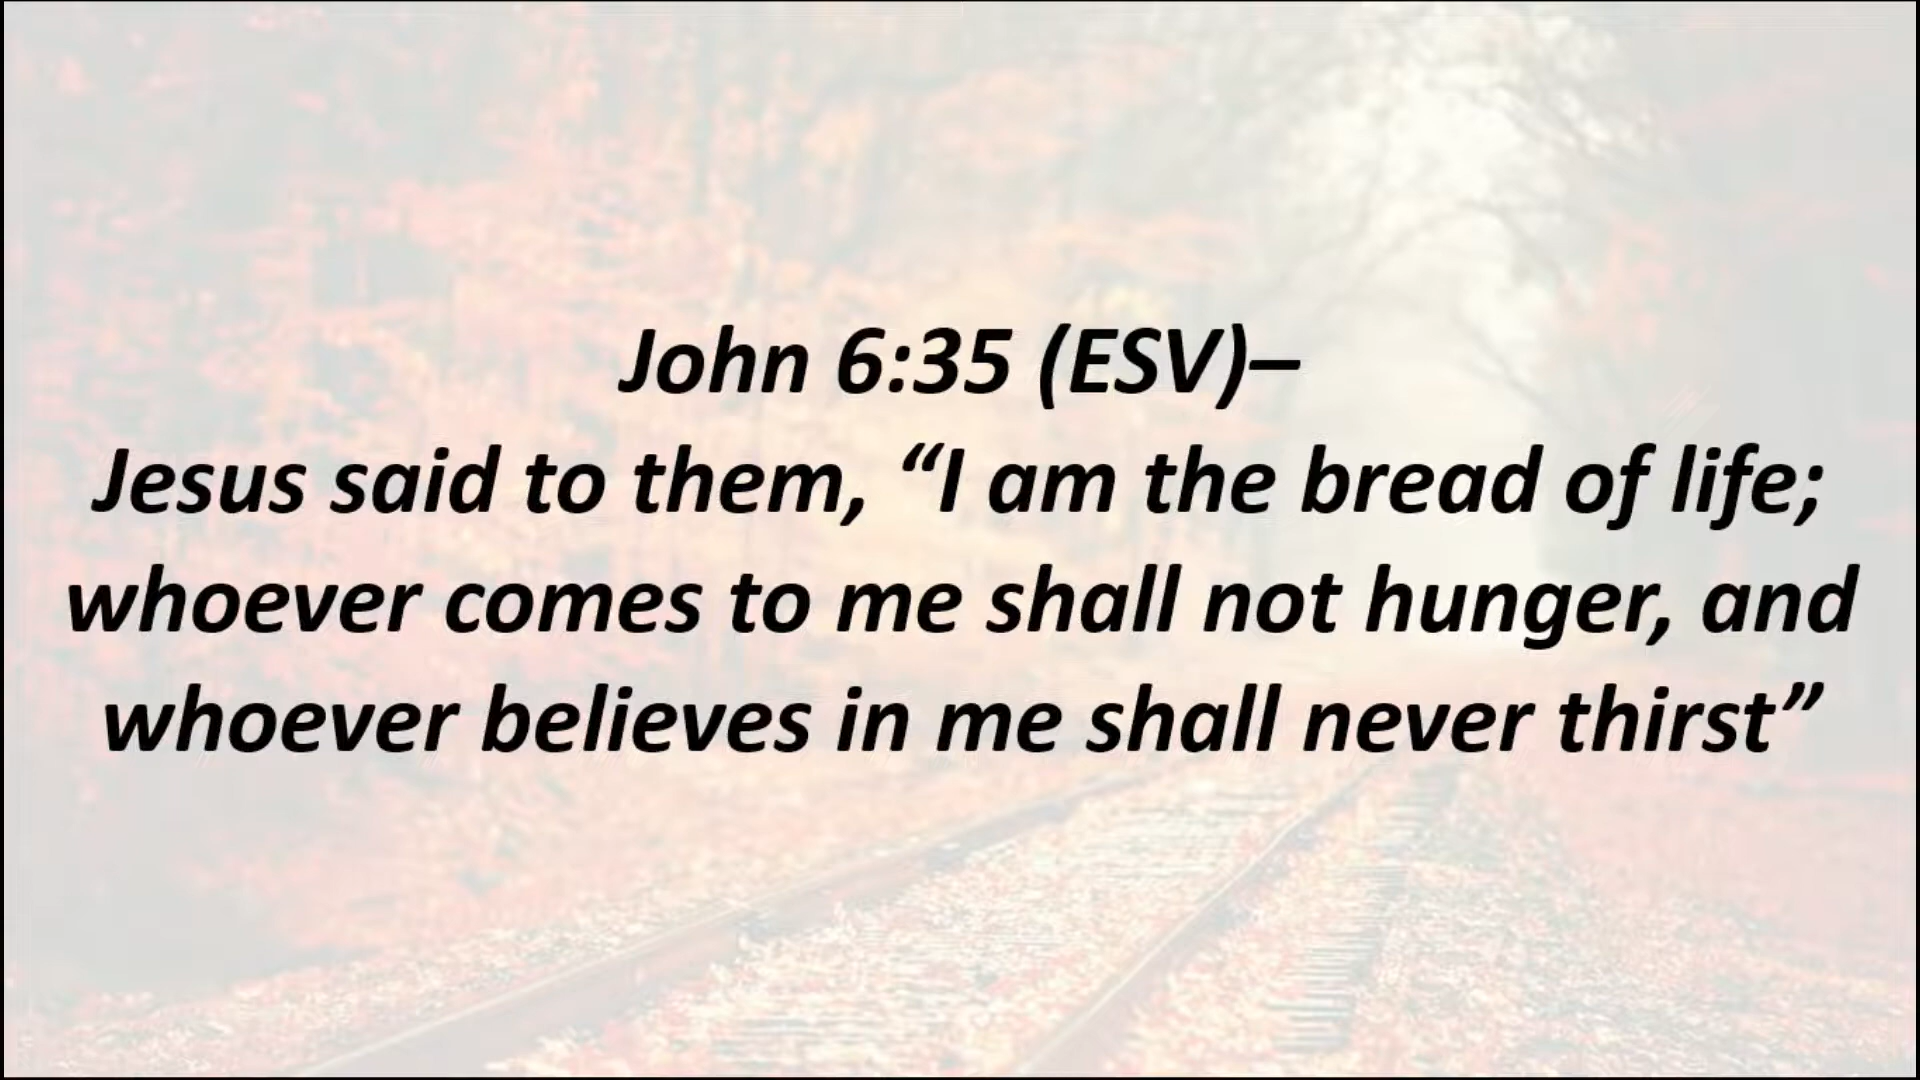 John 6:35 (ESV)–
Jesus said to them, “I am the bread of life;
whoever comes to me shall not hunger, and
whoever believes in me shall never thirst”